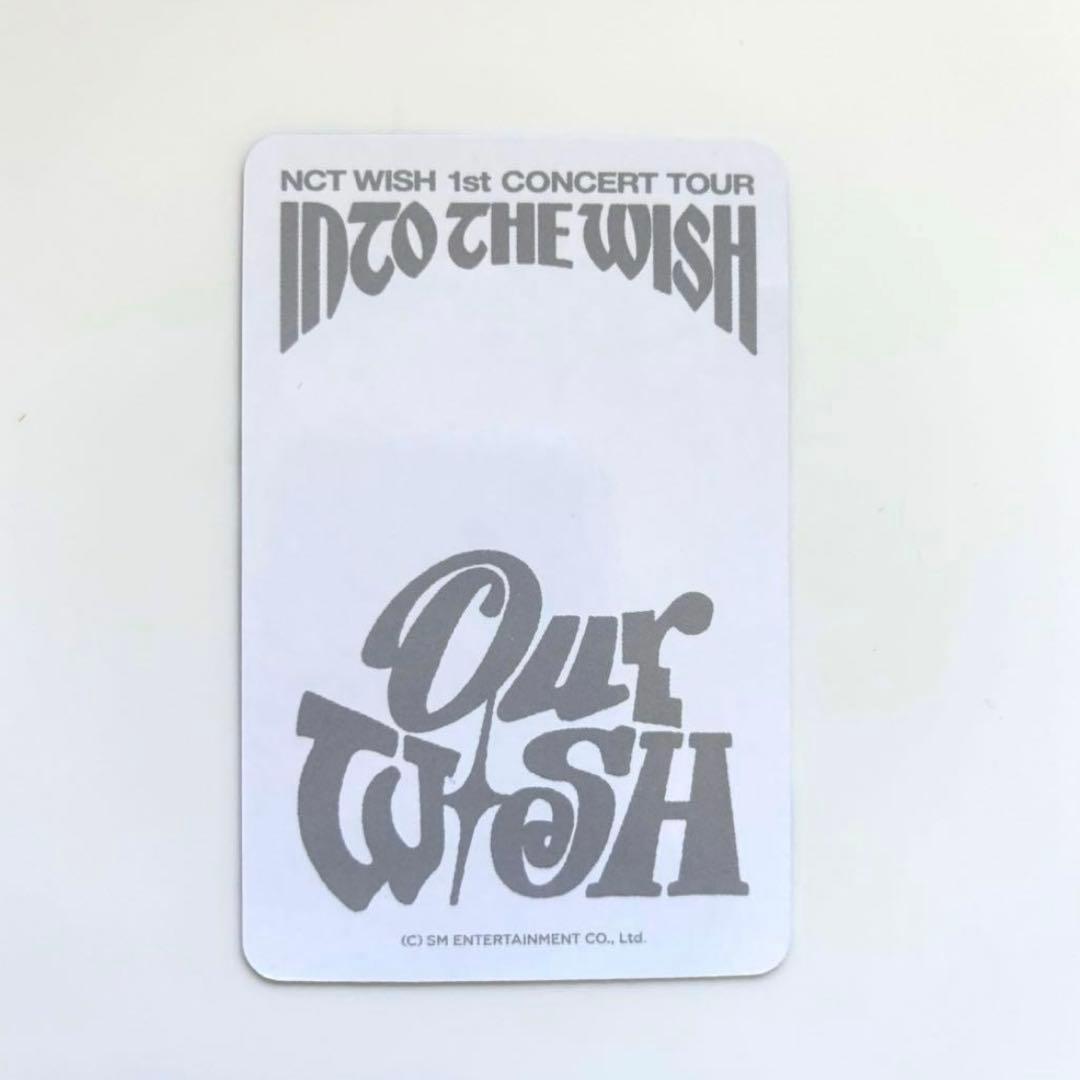 NCT WISH 1st CONCERT TOUR
INTO THE WISH
Our
WISH
(C) SM ENTERTAINMENT CO., Ltd.